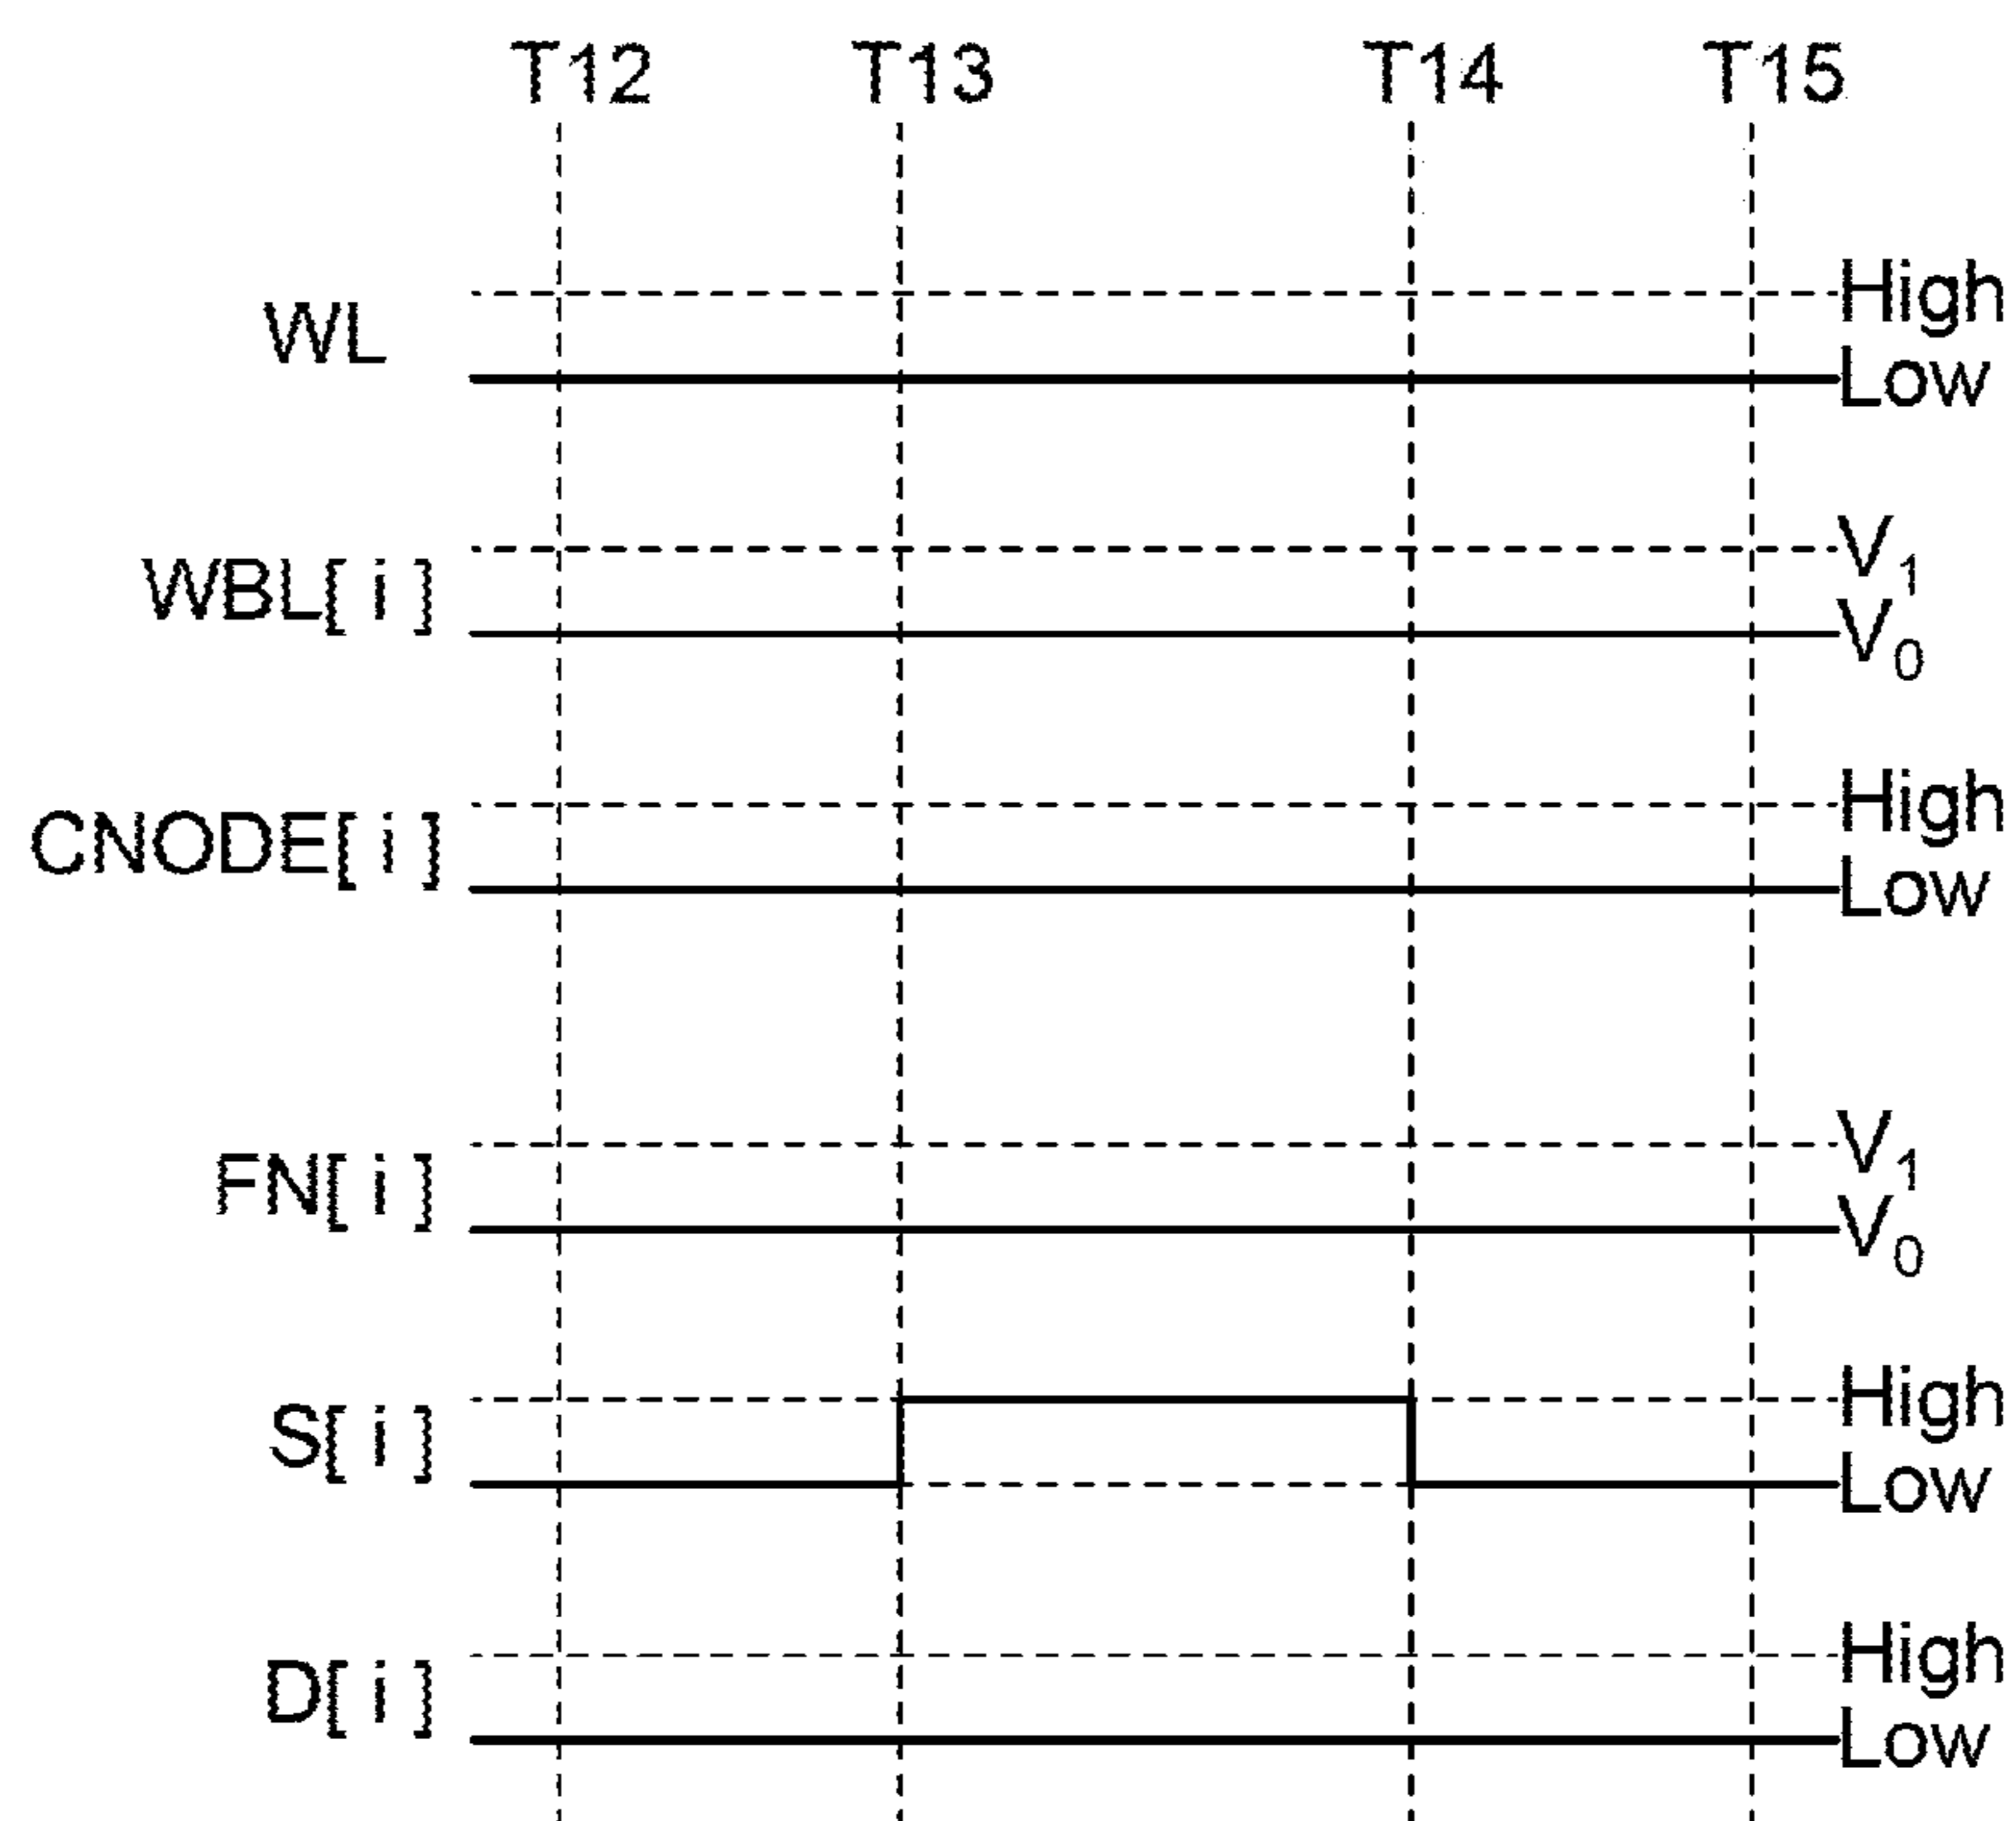 T12 T13 T14 T15
High
WL
Low
V1
WBL[ i ]
V0
High
CNODE[ i ]
Low
V1
FN[ i ]
V0
High
S[ i ]
Low
High
D[ i ]
Low